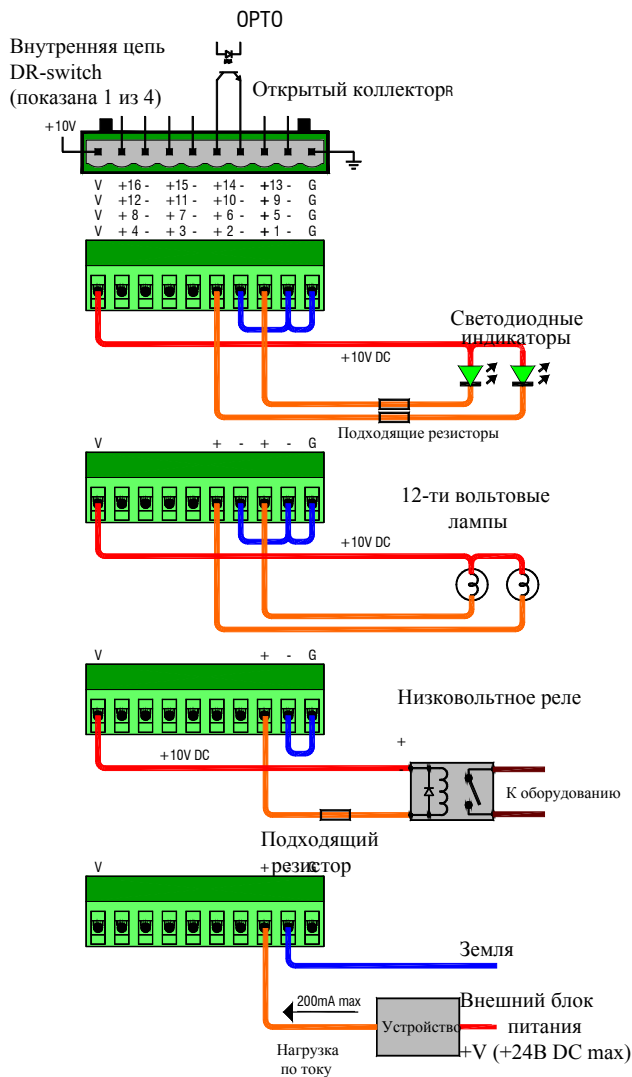 OPTO
Внутренняя цепь
DR-switch
(показана 1 из 4)
Открытый коллекторR
+10V
V +16 - +15 - +14 - +13 - G
V +12 - +11 - +10 - + 9 - G
V + 8 - + 7 - + 6 - + 5 - G
V + 4 - + 3 - + 2 - + 1 - G
Светодиодные
индикаторы
+10V DC
Подходящие резисторы
V + - + - G
12-ти вольтовые
лампы
+10V DC
V + - G
Низковольтное реле
+
+10V DC
-
К оборудованию
Подходящий
резистор
V + - G
Земля
200mA max
Внешний блок
питания
+V (+24В DC max)
Устройство
Нагрузка
по току